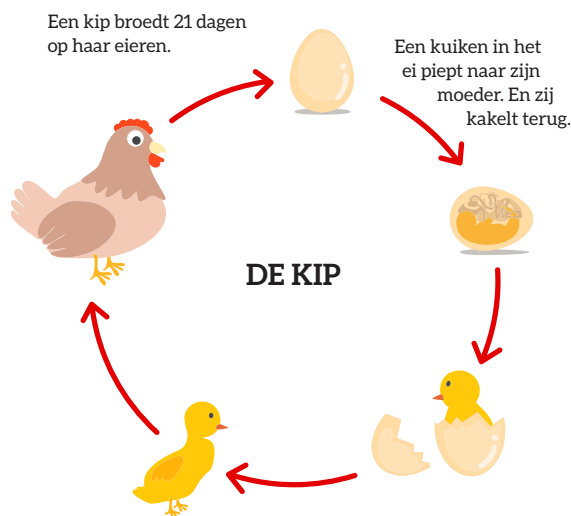 Een kip broedt 21 dagen
op haar eieren.
Een kuiken in het
ei piept naar zijn
moeder. En zij
kakelt terug.
DE KIP